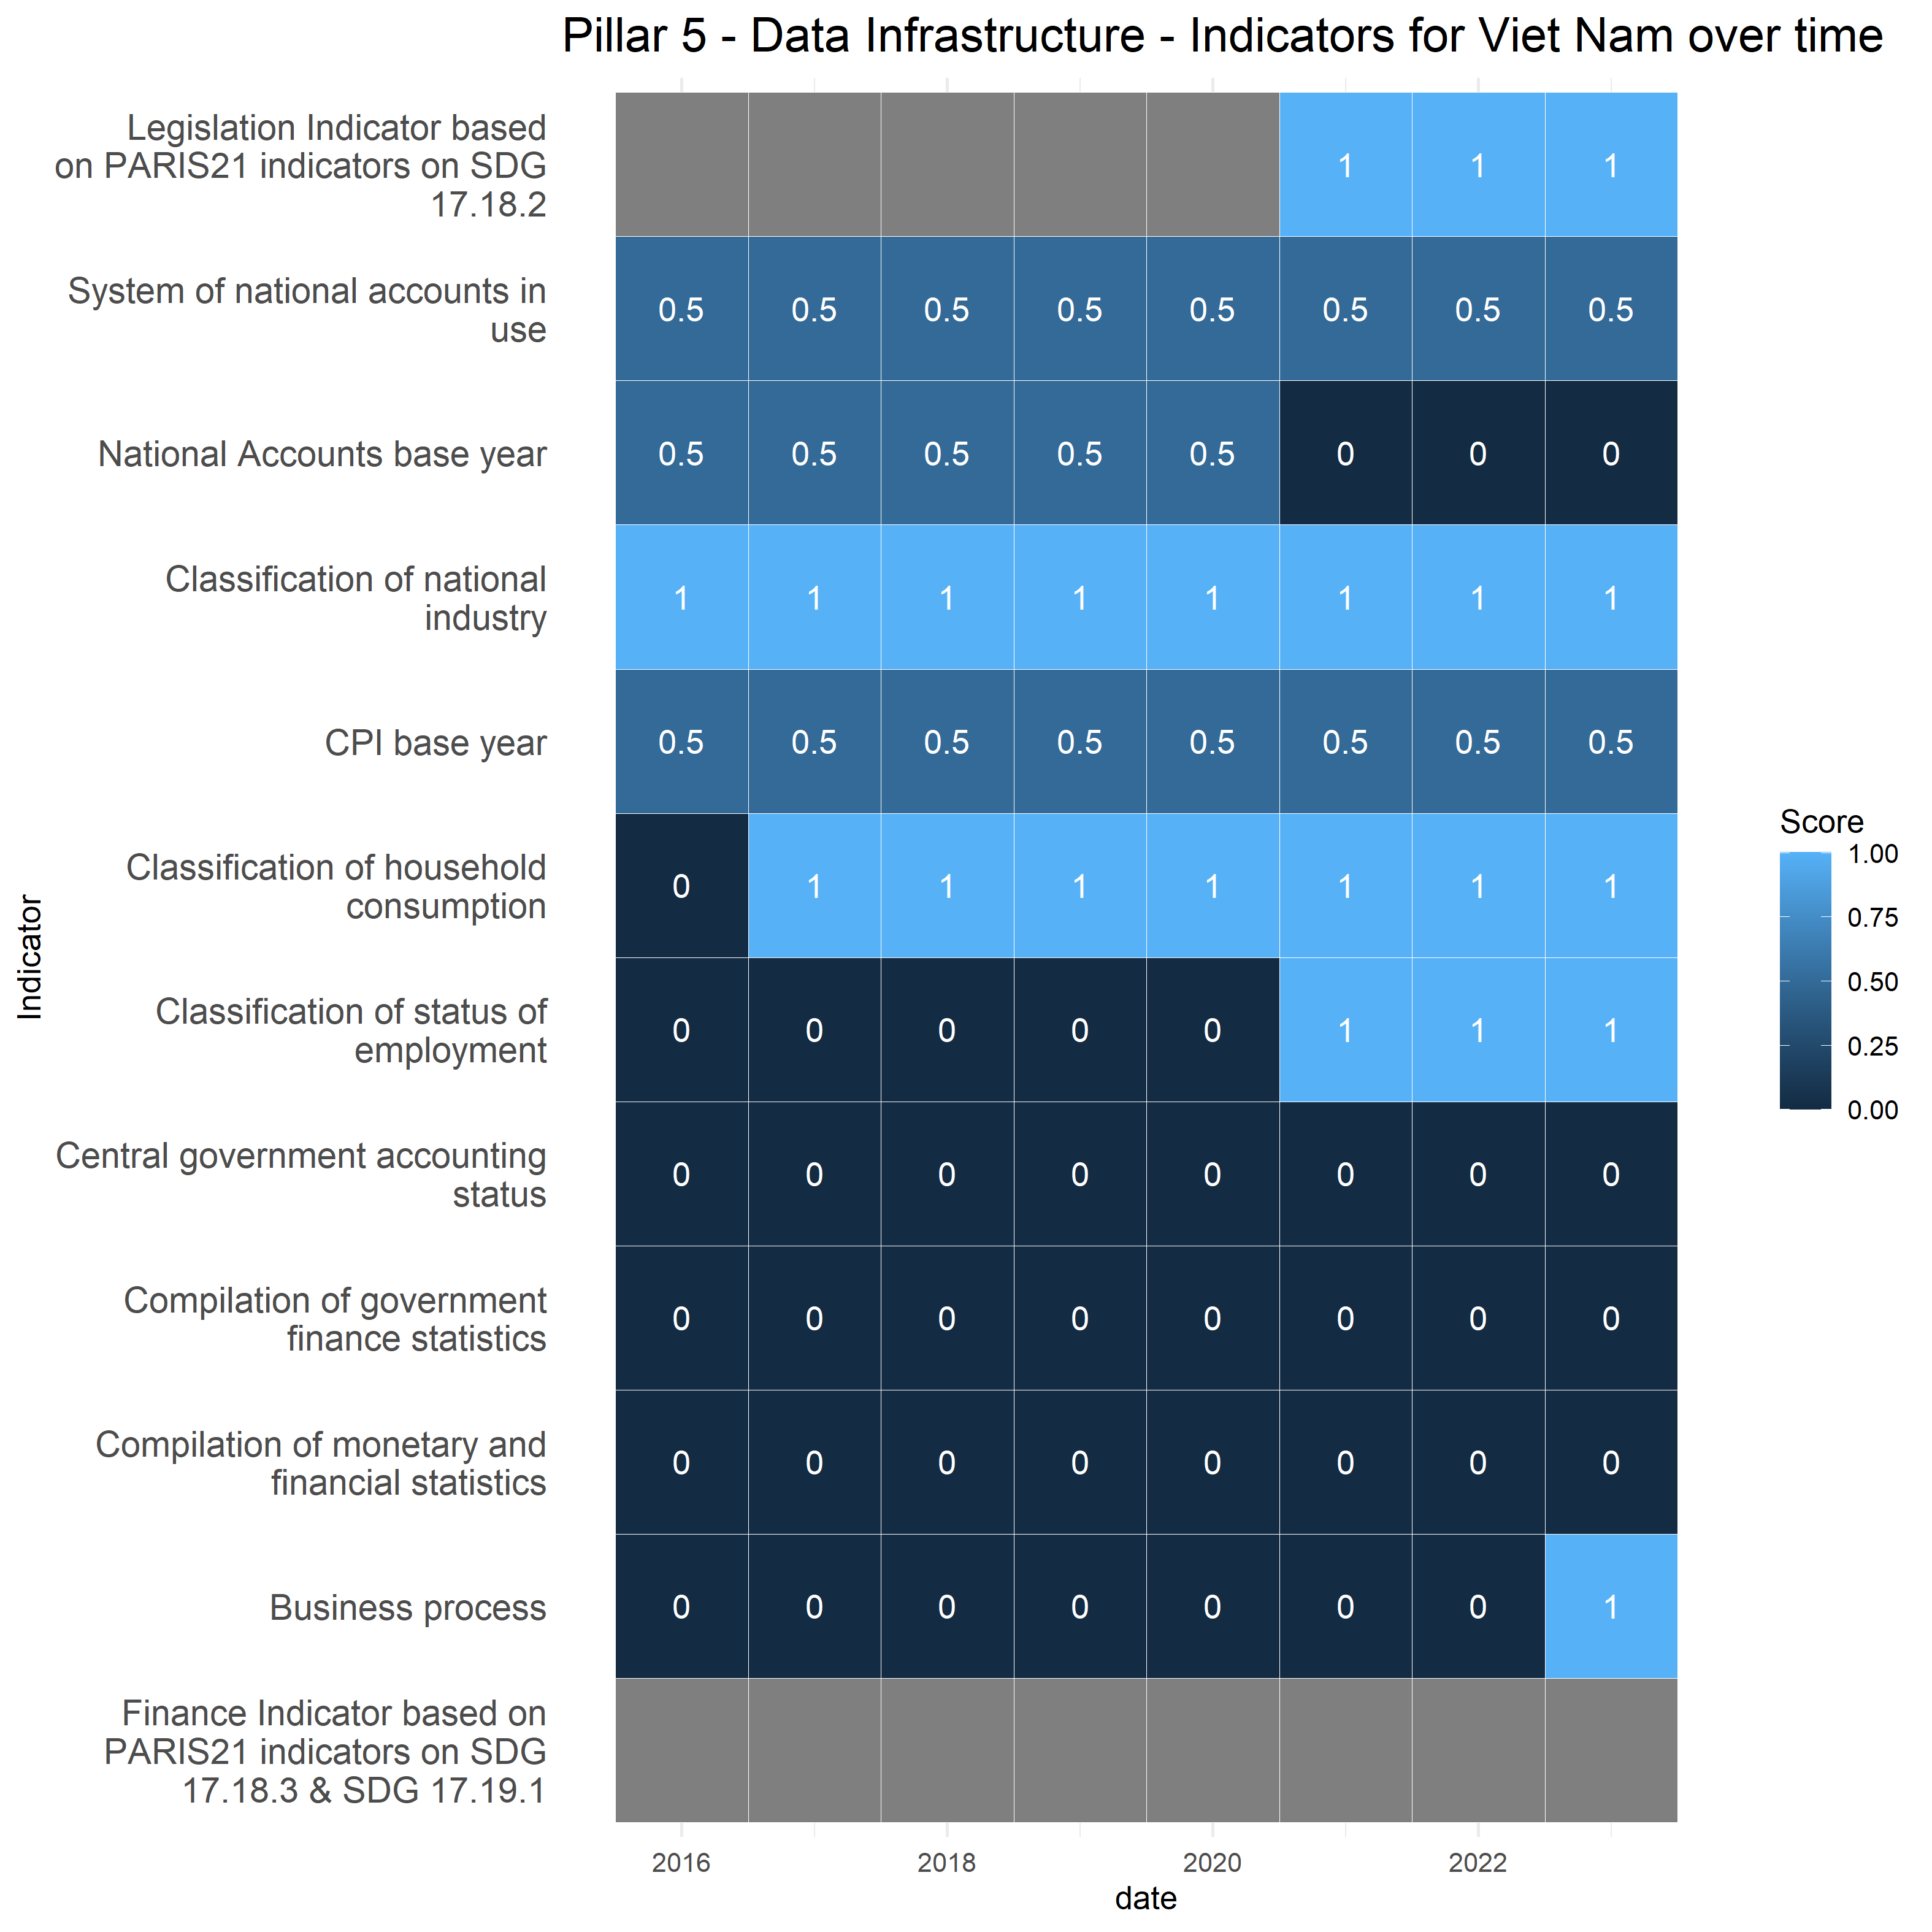 Pillar 5 - Data Infrastructure - Indicators for Viet Nam over time
Legislation Indicator based
on PARIS21 indicators on SDG
17.18.2
1 1 1
System of national accounts in
use
0.5 0.5 0.5 0.5 0.5 0.5 0.5 0.5
National Accounts base year
0.5 0.5 0.5 0.5 0.5 0 0 0
Classification of national
industry
1 1 1 1 1 1 1 1
CPI base year
0.5 0.5 0.5 0.5 0.5 0.5 0.5 0.5
Classification of household
consumption
0 1 1 1 1 1 1 1
Classification of status of
employment
0 0 0 0 0 1 1 1
Central government accounting
status
0 0 0 0 0 0 0 0
Compilation of government
finance statistics
0 0 0 0 0 0 0 0
Compilation of monetary and
financial statistics
0 0 0 0 0 0 0 0
Business process
0 0 0 0 0 0 0 1
Finance Indicator based on
PARIS21 indicators on SDG
17.18.3 & SDG 17.19.1
2016 2018 2020 2022
date
Indicator
Score
1.00
0.75
0.50
0.25
0.00